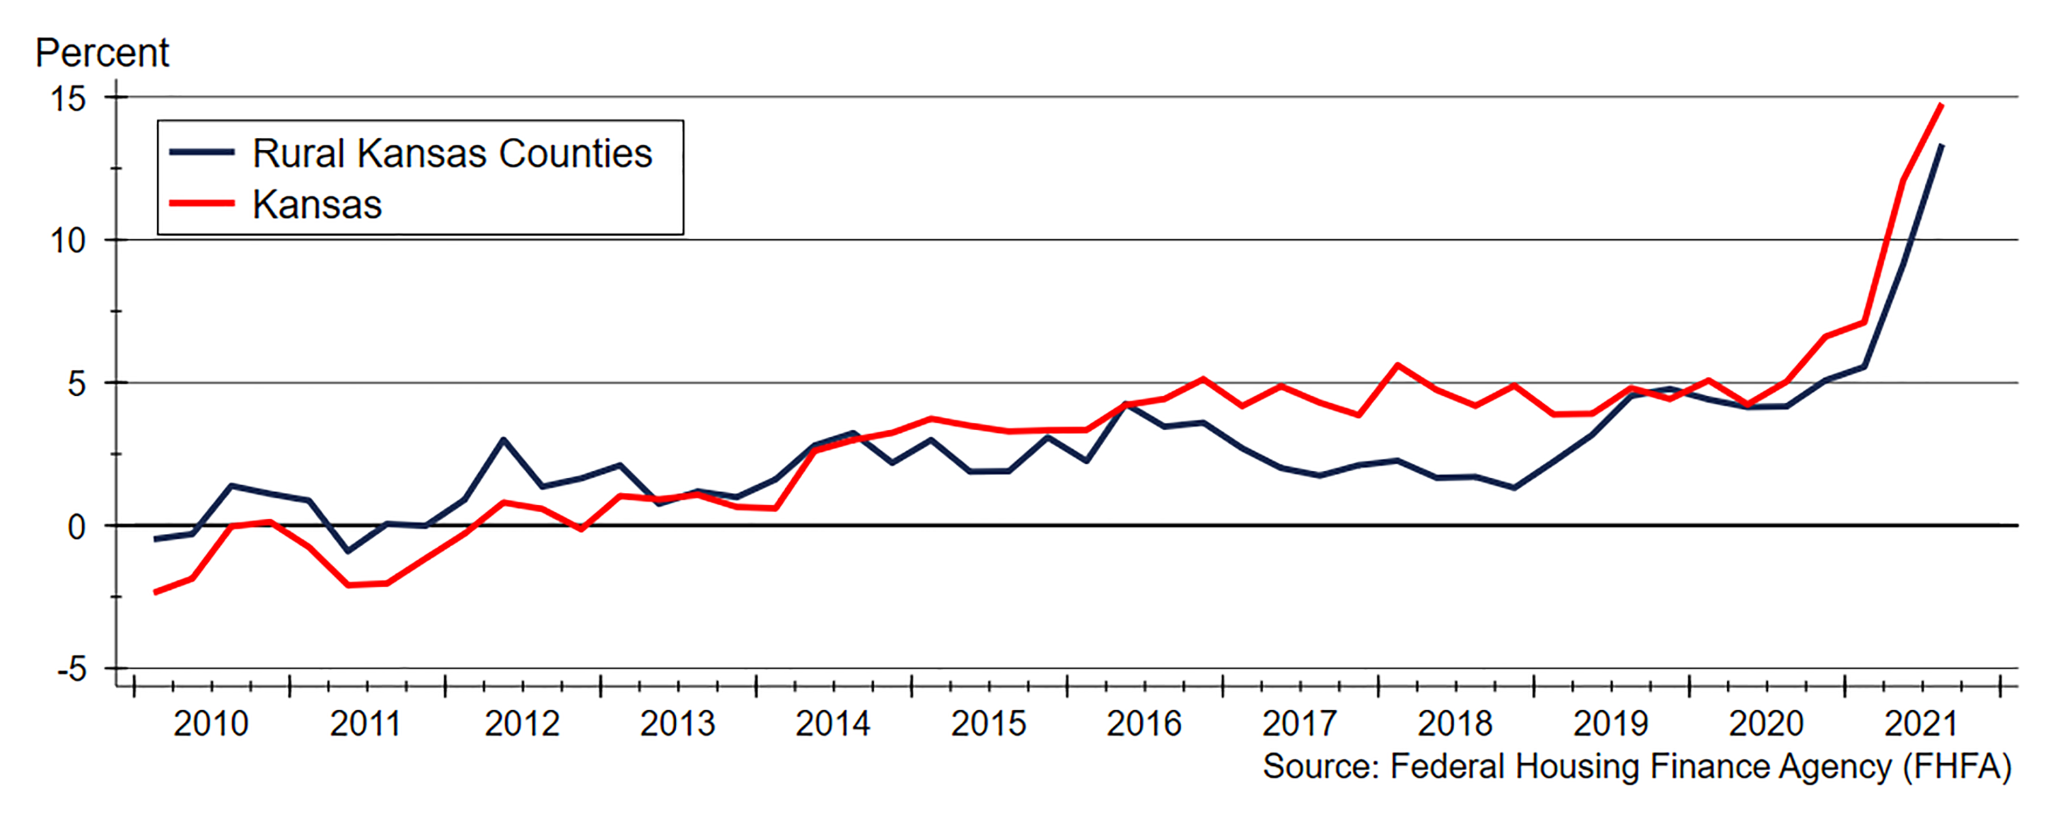 Percent
15
Rural Kansas Counties
Kansas
10
5
0
-5
2010 2011 2012 2013 2014 2015 2016 2017 2018 2019 2020 2021
Source: Federal Housing Finance Agency (FHFA)